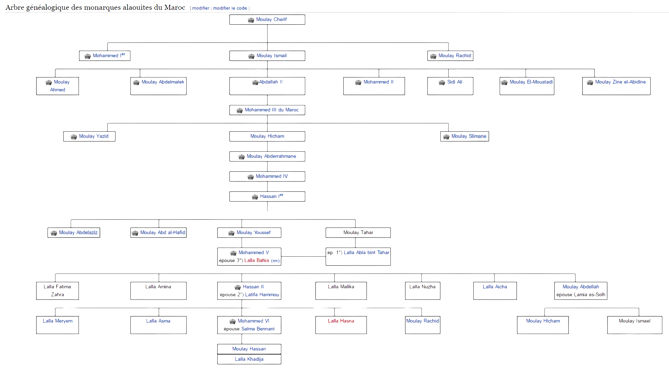 Arbre généalogique des monarques alaouites du Maroc [ modifier | modifier le code ]
Moulay Cherif
Mohammed Ier
Moulay Ismail
Moulay Rachid
Moulay
Ahmed
Moulay Abdelmalek
Abdallah II
Mohammed II
Sidi Ali
Moulay El-Mostadi
Moulay Zine el-Abidine
Mohammed III du Maroc
Moulay Yazid
Moulay Hicham
Moulay Slimane
Moulay Abderrahmane
Mohammed IV
Hassan Ier
Moulay Abdelaziz
Moulay Abd al-Hafid
Moulay Youssef
Moulay Tahar
Mohammed V
épouse 3°) Lalla Bahia (en)
ep. 1°) Lalla Abla bint Tahar
Lalla Fatima
Zahra
Lalla Amina
Hassan II
épouse 2°) Latifa Hammou
Lalla Malika
Lalla Nuzha
Lalla Aicha
Moulay Abdellah
épouse Lamia es-Solh
Lalla Meryem
Lalla Asma
Mohammed VI
épouse Salma Bennani
Lalla Hasna
Moulay Rachid
Moulay Hicham
Moulay Ismael
Moulay Hassan
Lalla Khadija